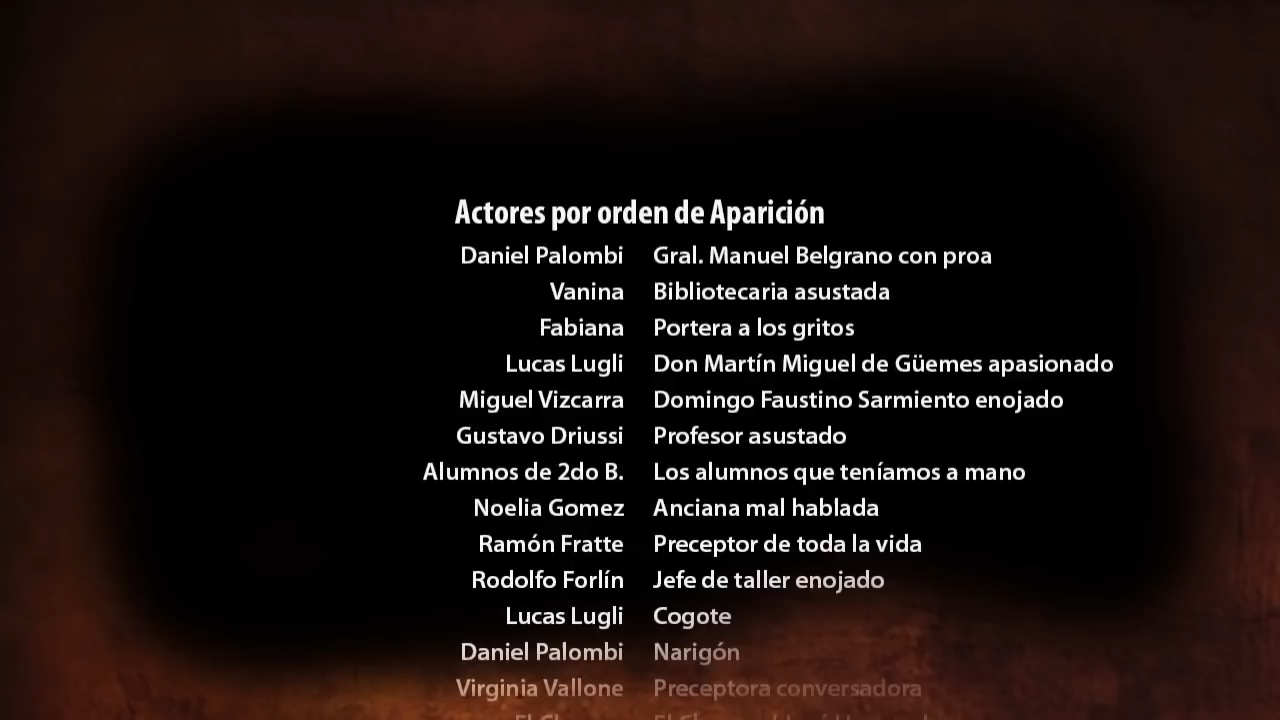 Actores por orden de Aparición
Daniel Palombi Gral. Manuel Belgrano con proa
Vanina Bibliotecaria asustada
Fabiana Portera a los gritos
Lucas Lugli Don Martín Miguel de Güemes apasionado
Miguel Vizcarra Domingo Faustino Sarmiento enojado
Gustavo Driussi Profesor asustado
Alumnos de 2do B. Los alumnos que teníamos a mano
Noelia Gomez Anciana mal hablada
Ramón Fratte Preceptor de toda la vida
Rodolfo Forlín Jefe de taller enojado
Lucas Lugli Cogote
Daniel Palombi Narigón
Virginia Vallone Preceptora conversadora